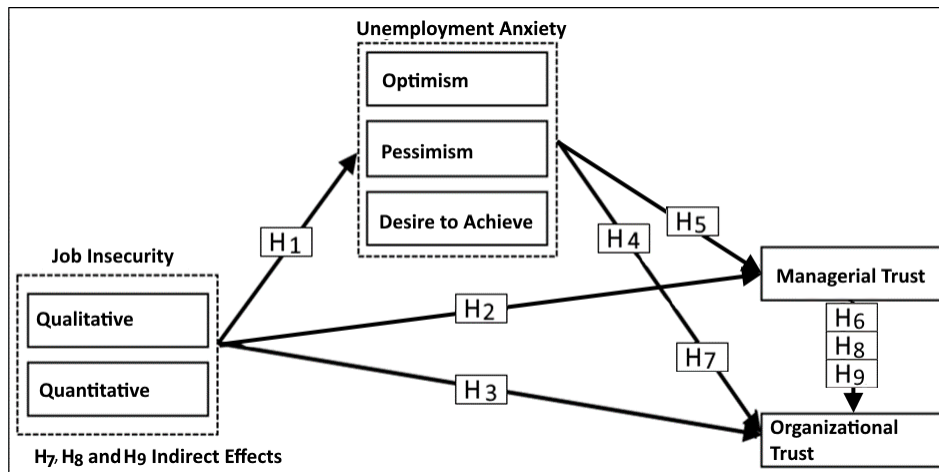 Unemployment Anxiety
Optimism
Pessimism
Desire to Achieve
H1
H5
H4
Job Insecurity
Qualitative
Quantitative
H2
H3
H7
Managerial Trust
H6
H8
H9
Organizational
Trust
H7, H8 and H9 Indirect Effects